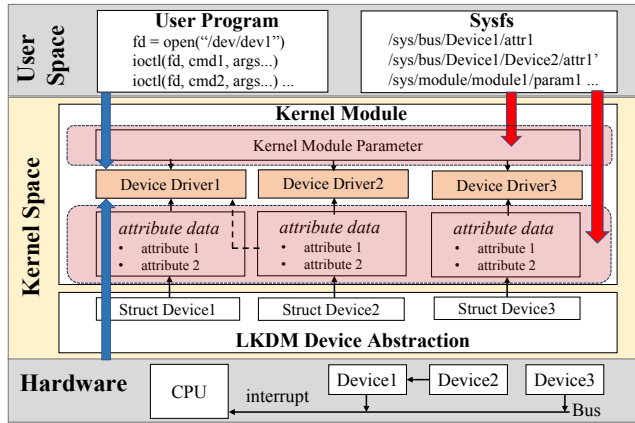 User Space
User Program
fd = open(“/dev/dev1”)
ioctl(fd, cmd1, args...)
ioctl(fd, cmd2, args...) ...
Sysfs
/sys/bus/Device1/attr1
/sys/bus/Device1/Device2/attr1’
/sys/module/module1/param1 ...
Kernel Space
Kernel Module
Kernel Module Parameter
Device Driver1
Device Driver2
Device Driver3
attribute data
• attribute 1
• attribute 2
attribute data
• attribute 1
• attribute 2
attribute data
• attribute 1
• attribute 2
Struct Device1
Struct Device2
Struct Device3
LKDM Device Abstraction
Hardware
CPU
interrupt
Device1
Device2
Device3
Bus